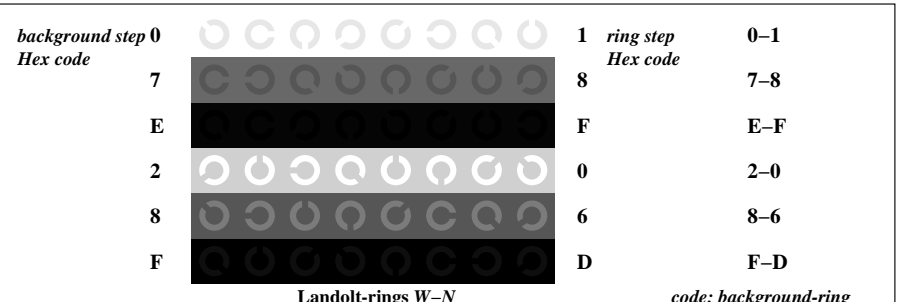 background step 0 1 ring step 0–1
Hex code Hex code
7 8 7–8
E F E–F
2 0 2–0
8 6 8–6
F D F–D
Landolt-rings W–N code: background-ring